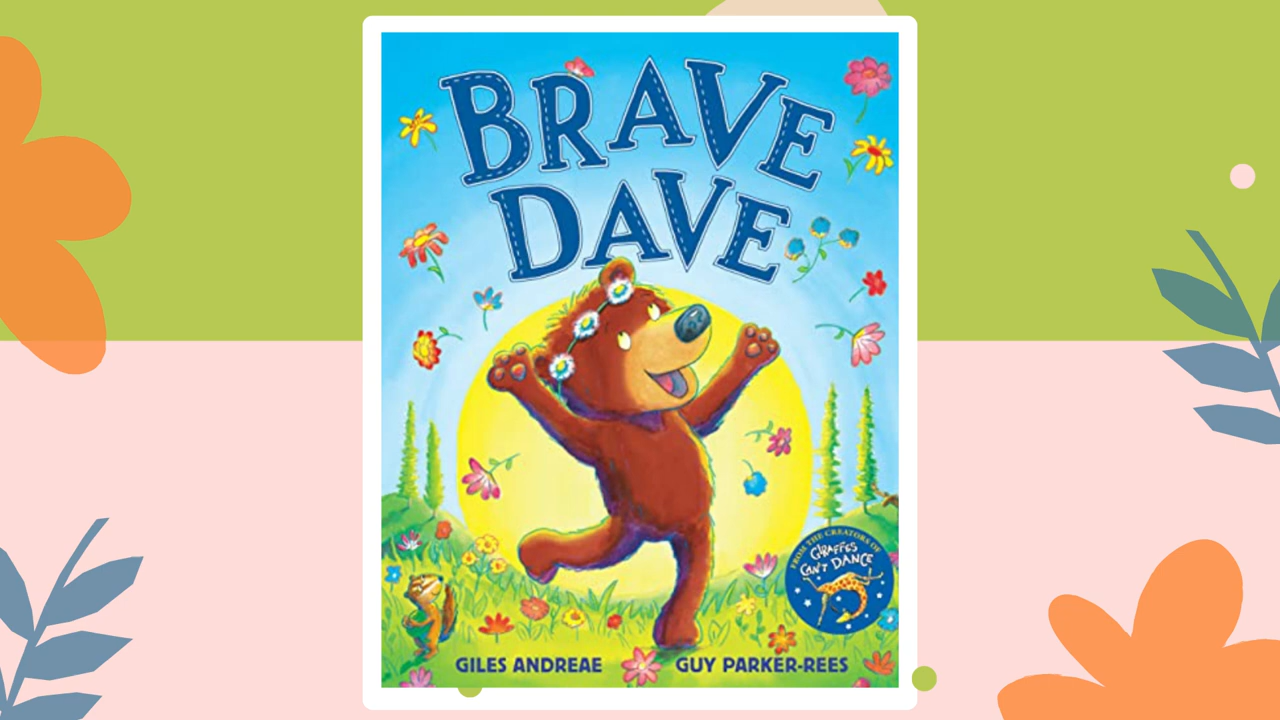 BRAVE
DAVE
FROM THE CREATORS OF
GIRAFFES
CAN'T DANCE
GILES ANDREAE
GUY PARKER-REES